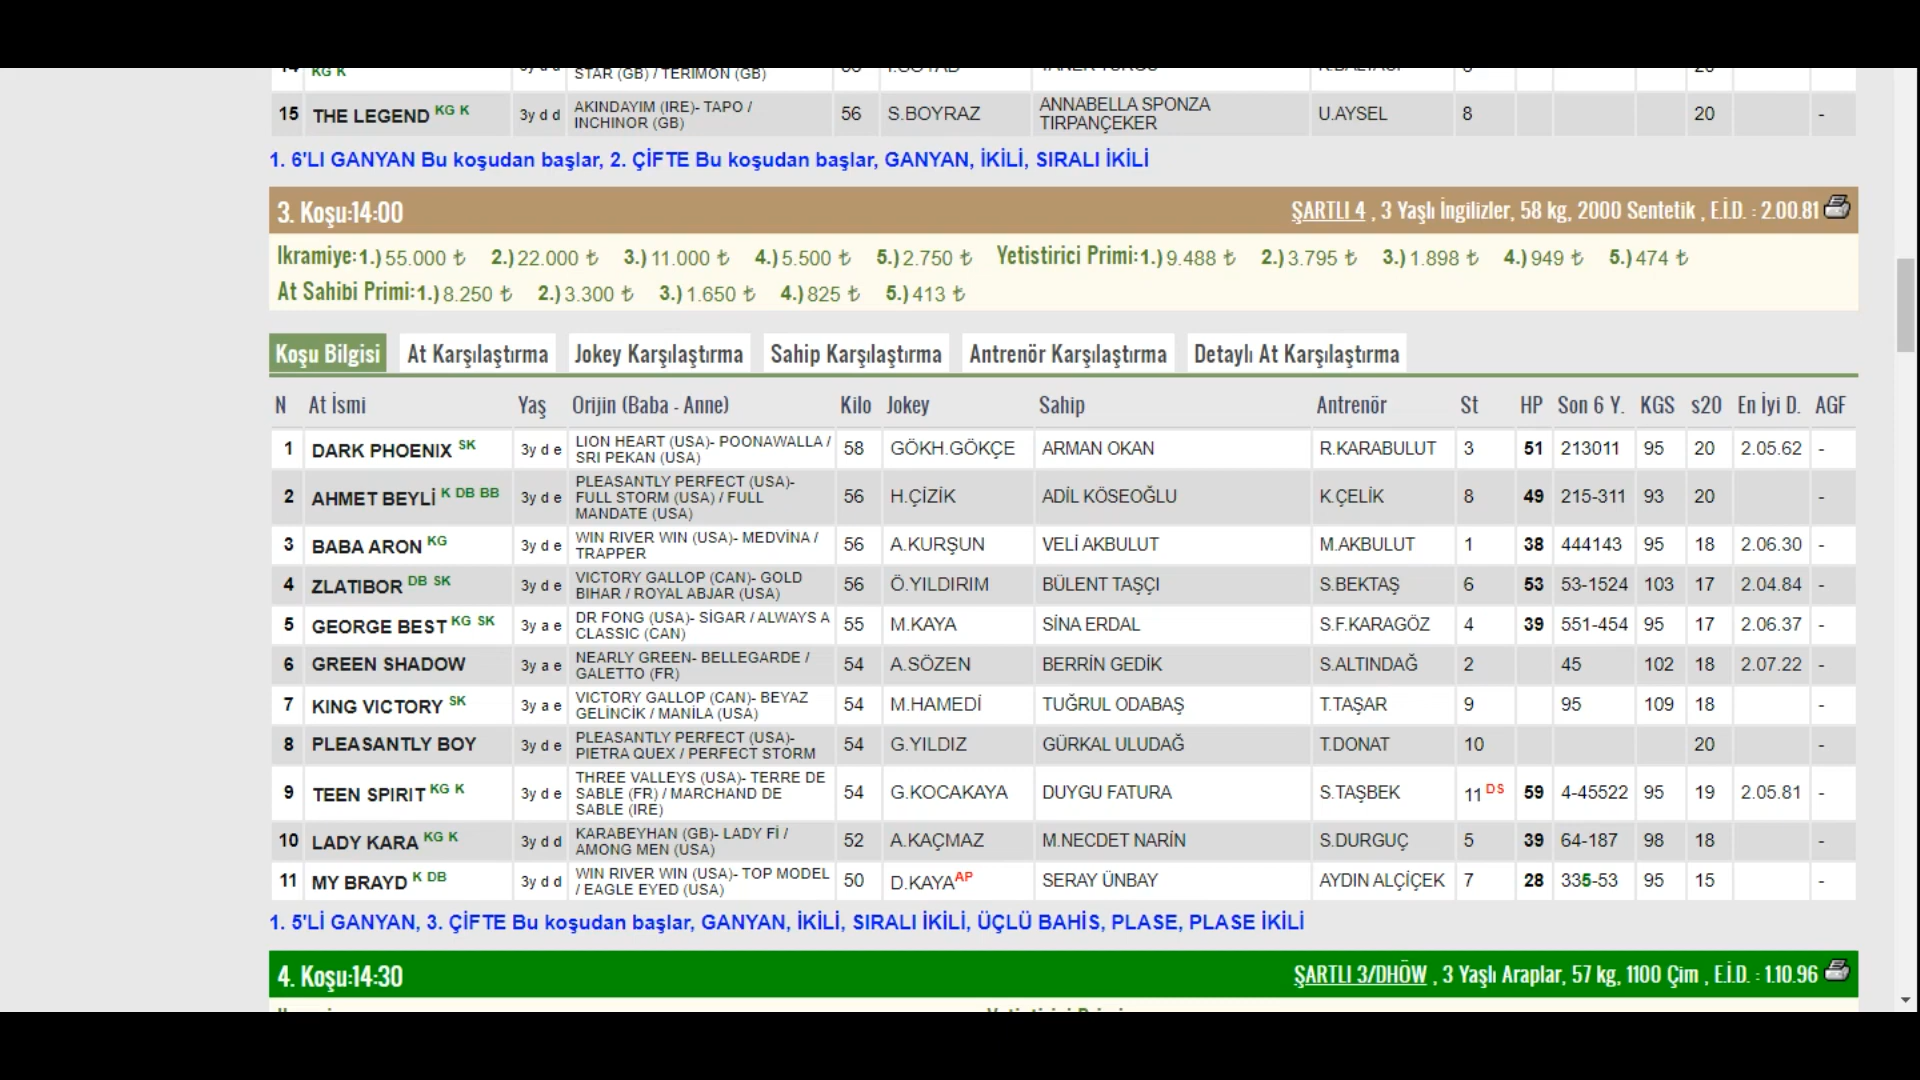 KG K
STAR (GB) / TERIMON (GB)
15 THE LEGEND KG K 3y d d AKINDAYIM (IRE)- TAPO / INCHINOR (GB) 56 S.BOYRAZ ANNABELLA SPONZA TIRPANÇEKER U.AYSEL 8 20 -
1. 6'LI GANYAN Bu koşudan başlar, 2. ÇİFTE Bu koşudan başlar, GANYAN, İKİLİ, SIRALI İKİLİ
3. Koşu:14:00 ŞARTLI 4 , 3 Yaşlı İngilizler, 58 kg, 2000 Sentetik , E.İ.D. : 2.00.81
Ikramiye:1.) 55.000 ₺ 2.) 22.000 ₺ 3.) 11.000 ₺ 4.) 5.500 ₺ 5.) 2.750 ₺ Yetistirici Primi:1.) 9.488 ₺ 2.) 3.795 ₺ 3.) 1.898 ₺ 4.) 949 ₺ 5.) 474 ₺
At Sahibi Primi:1.) 8.250 ₺ 2.) 3.300 ₺ 3.) 1.650 ₺ 4.) 825 ₺ 5.) 413 ₺
Koşu Bilgisi At Karşılaştırma Jokey Karşılaştırma Sahip Karşılaştırma Antrenör Karşılaştırma Detaylı At Karşılaştırma
N At İsmi Yaş Orijin (Baba - Anne) Kilo Jokey Sahip Antrenör St HP Son 6 Y. KGS s20 En İyi D. AGF
1 DARK PHOENIX SK 3y d e LION HEART (USA)- POONAWALLA / SRI PEKAN (USA) 58 GÖKH.GÖKÇE ARMAN OKAN R.KARABULUT 3 51 213011 95 20 2.05.62 -
2 AHMET BEYLİ K DB BB 3y d e PLEASANTLY PERFECT (USA)- FULL STORM (USA) / FULL MANDATE (USA) 56 H.ÇİZİK ADİL KÖSEOĞLU K.ÇELİK 8 49 215-311 93 20 -
3 BABA ARON KG 3y d e WIN RIVER WIN (USA)- MEDVİNA / TRAPPER 56 A.KURŞUN VELİ AKBULUT M.AKBULUT 1 38 444143 95 18 2.06.30 -
4 ZLATIBOR DB SK 3y d e VICTORY GALLOP (CAN)- GOLD BIHAR / ROYAL ABJAR (USA) 56 Ö.YILDIRIM BÜLENT TAŞÇI S.BEKTAŞ 6 53 53-1524 103 17 2.04.84 -
5 GEORGE BEST KG SK 3y a e DR FONG (USA)- SİGAR / ALWAYS A CLASSIC (CAN) 55 M.KAYA SİNA ERDAL S.F.KARAGÖZ 4 39 551-454 95 17 2.06.37 -
6 GREEN SHADOW 3y a e NEARLY GREEN- BELLEGARDE / GALETTO (FR) 54 A.SÖZEN BERRİN GEDİK S.ALTINDAĞ 2 45 102 18 2.07.22 -
7 KING VICTORY SK 3y a e VICTORY GALLOP (CAN)- BEYAZ GELİNCİK / MANİLA (USA) 54 M.HAMEDİ TUĞRUL ODABAŞ T.TAŞAR 9 95 109 18 -
8 PLEASANTLY BOY 3y d e PLEASANTLY PERFECT (USA)- PIETRA QUEX / PERFECT STORM 54 G.YILDIZ GÜRKAL ULUDAĞ T.DONAT 10 20 -
9 TEEN SPIRIT KG K 3y d e THREE VALLEYS (USA)- TERRE DE SABLE (FR) / MARCHAND DE SABLE (IRE) 54 G.KOCAKAYA DUYGU FATURA S.TAŞBEK 11 DS 59 4-45522 95 19 2.05.81 -
10 LADY KARA KG K 3y d d KARABEYHAN (GB)- LADY Fİ / AMONG MEN (USA) 52 A.KAÇMAZ M.NECDET NARİN S.DURGUÇ 5 39 64-187 98 18 -
11 MY BRAYD K DB 3y d d WIN RIVER WIN (USA)- TOP MODEL / EAGLE EYED (USA) 50 D.KAYA AP SERAY ÜNBAY AYDIN ALÇİÇEK 7 28 335-53 95 15 -
1. 5'Lİ GANYAN, 3. ÇİFTE Bu koşudan başlar, GANYAN, İKİLİ, SIRALI İKİLİ, ÜÇLÜ BAHİS, PLASE, PLASE İKİLİ
4. Koşu:14:30 ŞARTLI 3/DHÖW , 3 Yaşlı Araplar, 57 kg, 1100 Çim , E.İ.D. : 1.10.96